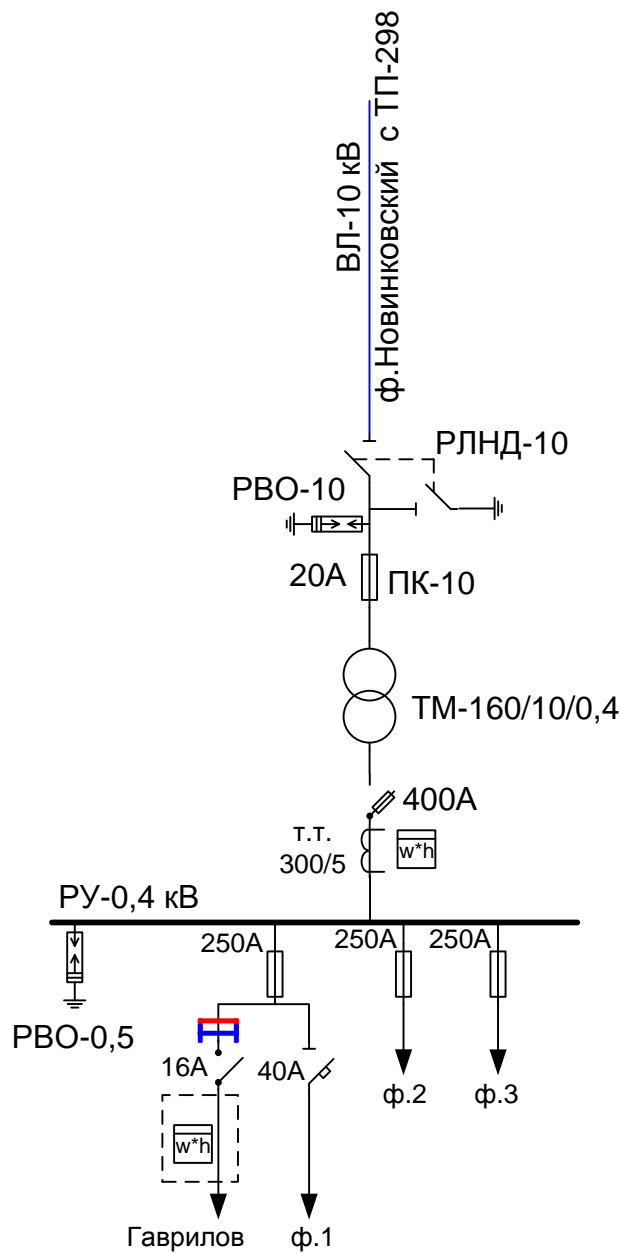 ВЛ-10 кВ
ф.Новинковский с ТП-298
РЛНД-10
РВО-10
20А
ПК-10
ТМ-160/10/0,4
400А
т.т.
300/5
w*h
РУ-0,4 кВ
250А
250А
250А
РВО-0,5
16А
40А
ф.2
ф.3
w*h
Гаврилов
ф.1